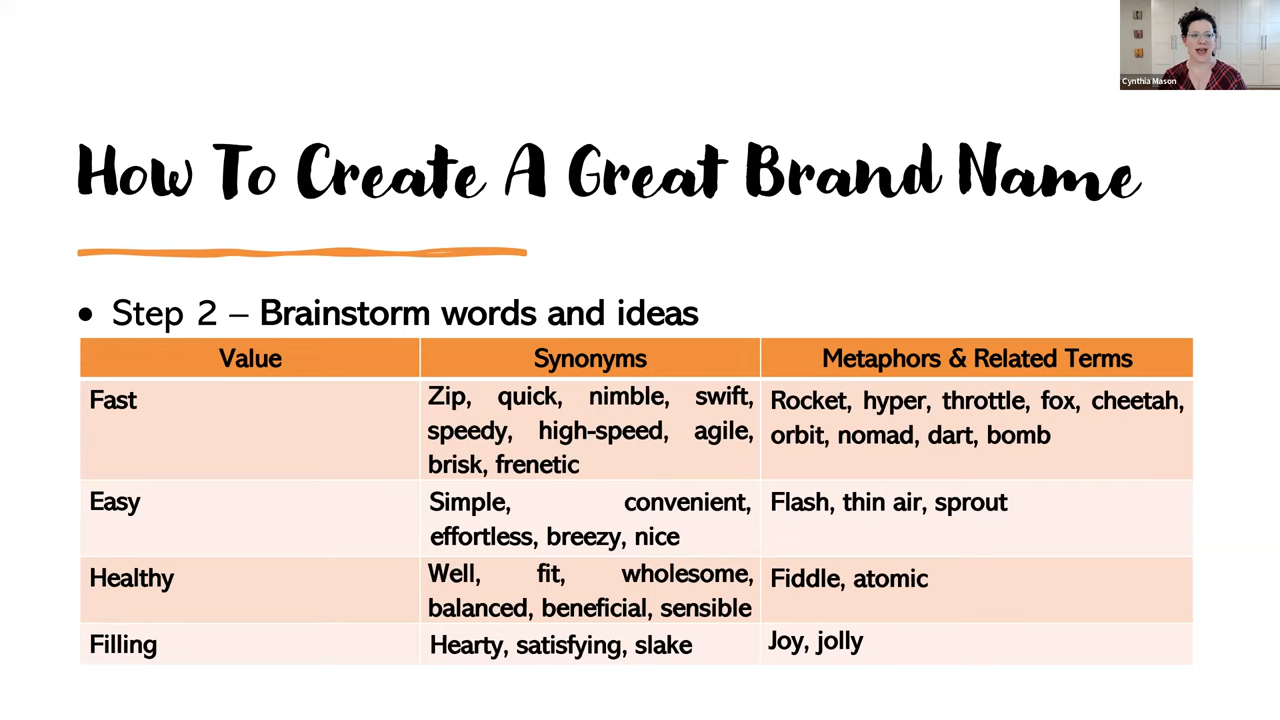 Cynthia Mason
How To Create A Great Brand Name
• Step 2 – Brainstorm words and ideas
Value Synonyms Metaphors & Related Terms
Fast
Zip, quick, nimble, swift,
speedy, high-speed, agile,
brisk, frenetic
Rocket, hyper, throttle, fox, cheetah,
orbit, nomad, dart, bomb
Easy
Simple, convenient,
effortless, breezy, nice
Flash, thin air, sprout
Healthy
Well, fit, wholesome,
balanced, beneficial, sensible
Fiddle, atomic
Filling
Hearty, satisfying, slake
Joy, jolly